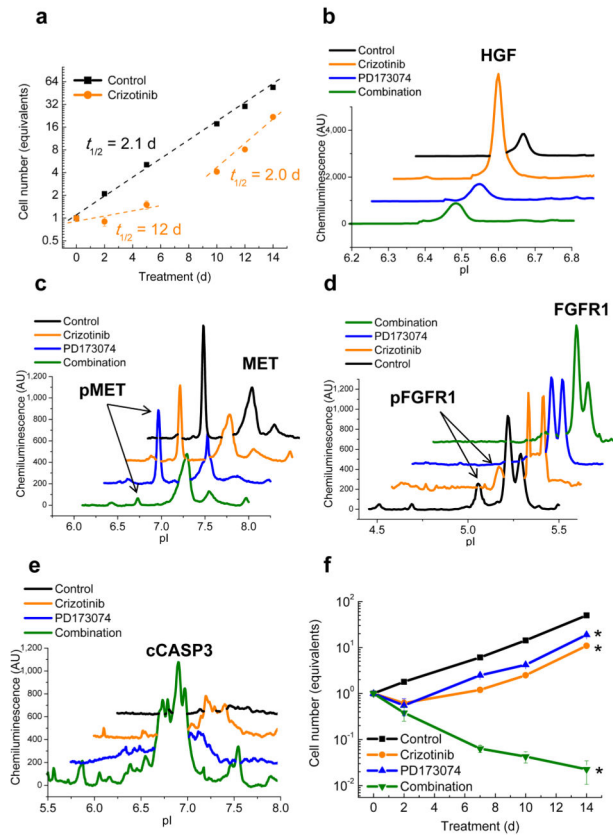 a
Control
Crizotinib
t1/2 = 2.1 d
t1/2 = 2.0 d
t1/2 = 12 d
Cell number (equivalents)
64
32
16
8
4
2
1
0.5
0 2 4 6 8 10 12 14
Treatment (d)
b
Control
Crizotinib
PD173074
Combination
HGF
Chemiluminescence (AU)
4,000
2.000
0
6.2 6.3 6.4 6.5 6.6 6.7 6.8
pI
c
Control
Crizotinib
PD173074
Combination
pMET
MET
Chemiluminescence (AU)
1,000
800
600
400
200
0
6.0 6.5 7.0 7.5 8.0
pI
d
FGFR1
Combination
PD173074
Crizotinib
Control
pFGFR1
Chemiluminescence (AU)
1,200
1,000
800
600
400
200
0
4.5 5.0 5.5
pI
e
Control
Crizotinib
PD173074
Combination
cCASP3
Chemiluminescence (AU)
1,200
1,000
800
600
400
200
0
5.5 6.0 6.5 7.0 7.5 8.0
pI
f
Cell number (equivalents)
10^2
10^1
10^0
10^-1
10^-2
*
*
*
Control
Crizotinib
PD173074
Combination
0 2 4 6 8 10 12 14
Treatment (d)